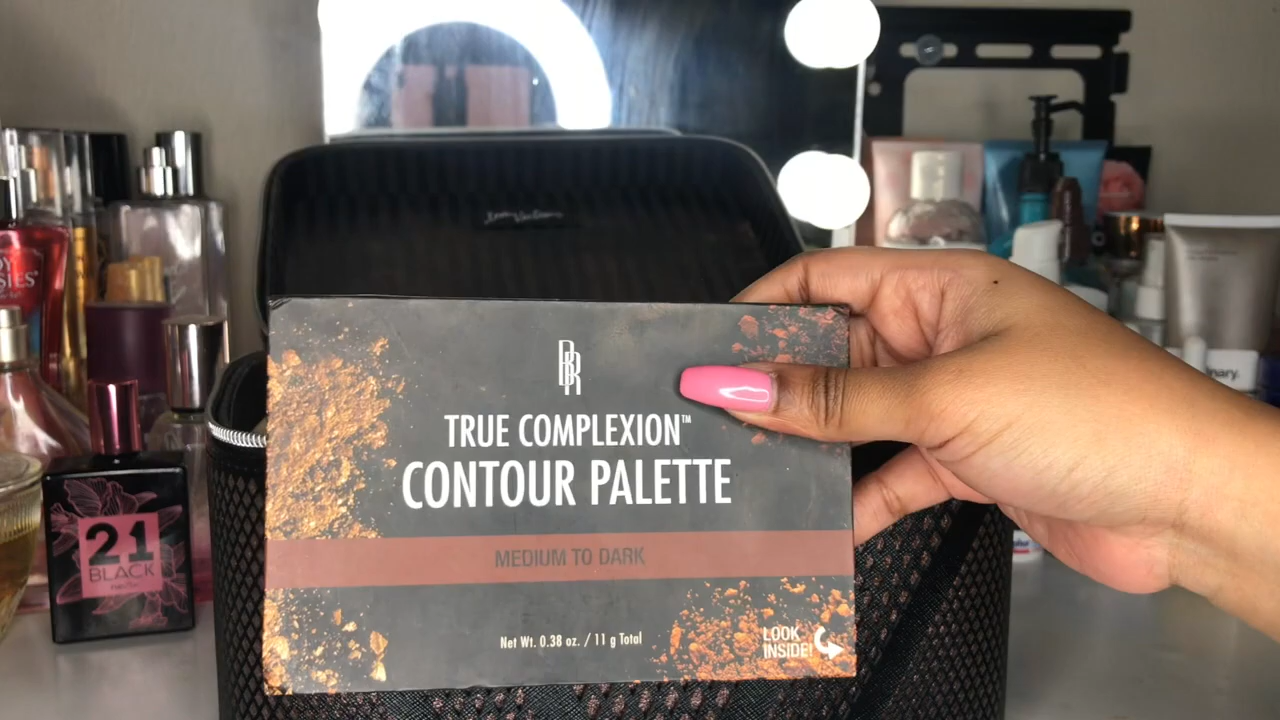 BR
TRUE COMPLEXION™
CONTOUR PALETTE
MEDIUM TO DARK
Net Wt. 0.38 oz. / 11 g Total
LOOK
INSIDE!
21
BLACK
nary.